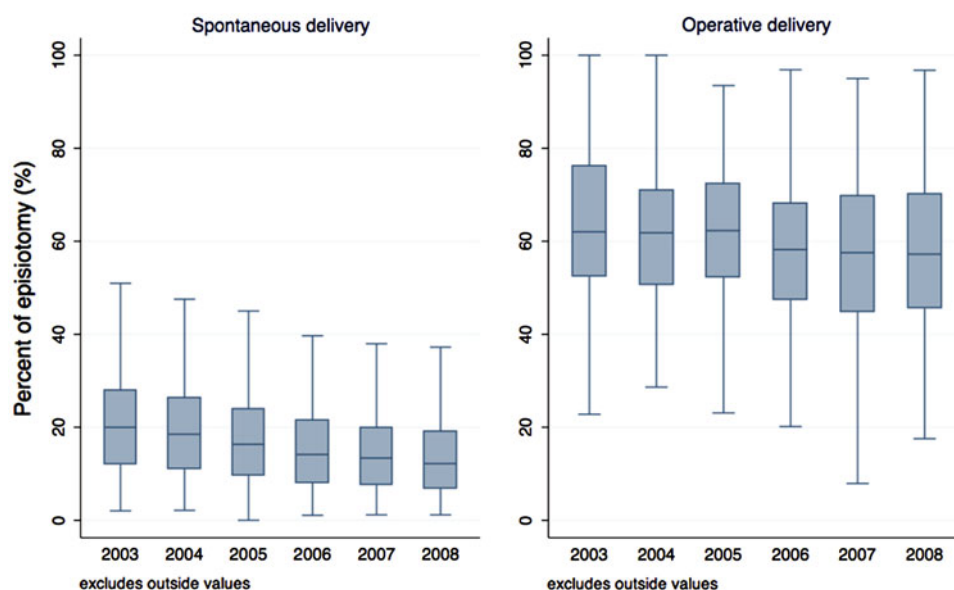 Spontaneous delivery
Operative delivery
Percent of episiotomy (%)
100
80
60
40
20
0
2003 2004 2005 2006 2007 2008
excludes outside values
100
80
60
40
20
0
2003 2004 2005 2006 2007 2008
excludes outside values